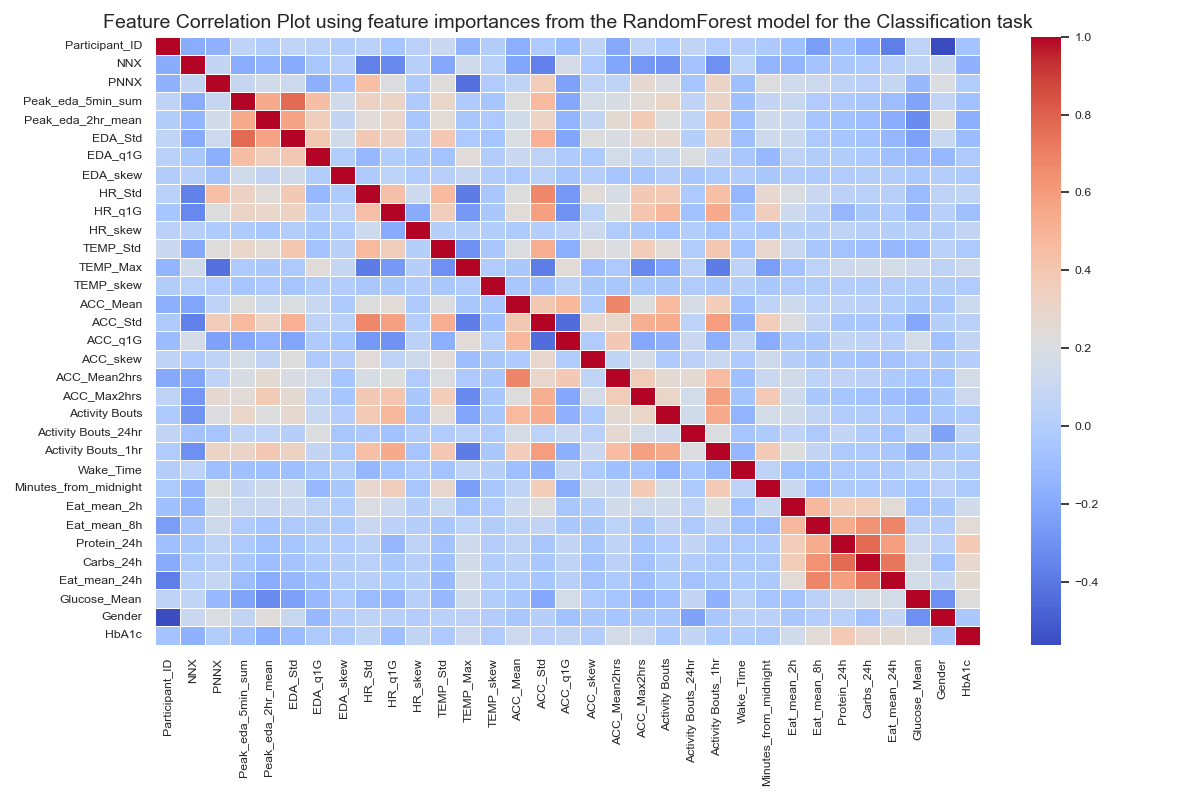 Feature Correlation Plot using feature importances from the RandomForest model for the Classification task
Participant_ID
NNX
PNNX
Peak_eda_5min_sum
Peak_eda_2hr_mean
EDA_Std
EDA_q1G
EDA_skew
HR_Std
HR_q1G
HR_skew
TEMP_Std
TEMP_Max
TEMP_skew
ACC_Mean
ACC_Std
ACC_q1G
ACC_skew
ACC_Mean2hrs
ACC_Max2hrs
Activity Bouts
Activity Bouts_24hr
Activity Bouts_1hr
Wake_Time
Minutes_from_midnight
Eat_mean_2h
Eat_mean_8h
Protein_24h
Carbs_24h
Eat_mean_24h
Glucose_Mean
Gender
HbA1c
Participant_ID
NNX
PNNX
Peak_eda_5min_sum
Peak_eda_2hr_mean
EDA_Std
EDA_q1G
EDA_skew
HR_Std
HR_q1G
HR_skew
TEMP_Std
TEMP_Max
TEMP_skew
ACC_Mean
ACC_Std
ACC_q1G
ACC_skew
ACC_Mean2hrs
ACC_Max2hrs
Activity Bouts
Activity Bouts_24hr
Activity Bouts_1hr
Wake_Time
Minutes_from_midnight
Eat_mean_2h
Eat_mean_8h
Protein_24h
Carbs_24h
Eat_mean_24h
Glucose_Mean
Gender
HbA1c
1.0
0.8
0.6
0.4
0.2
0.0
−0.2
−0.4